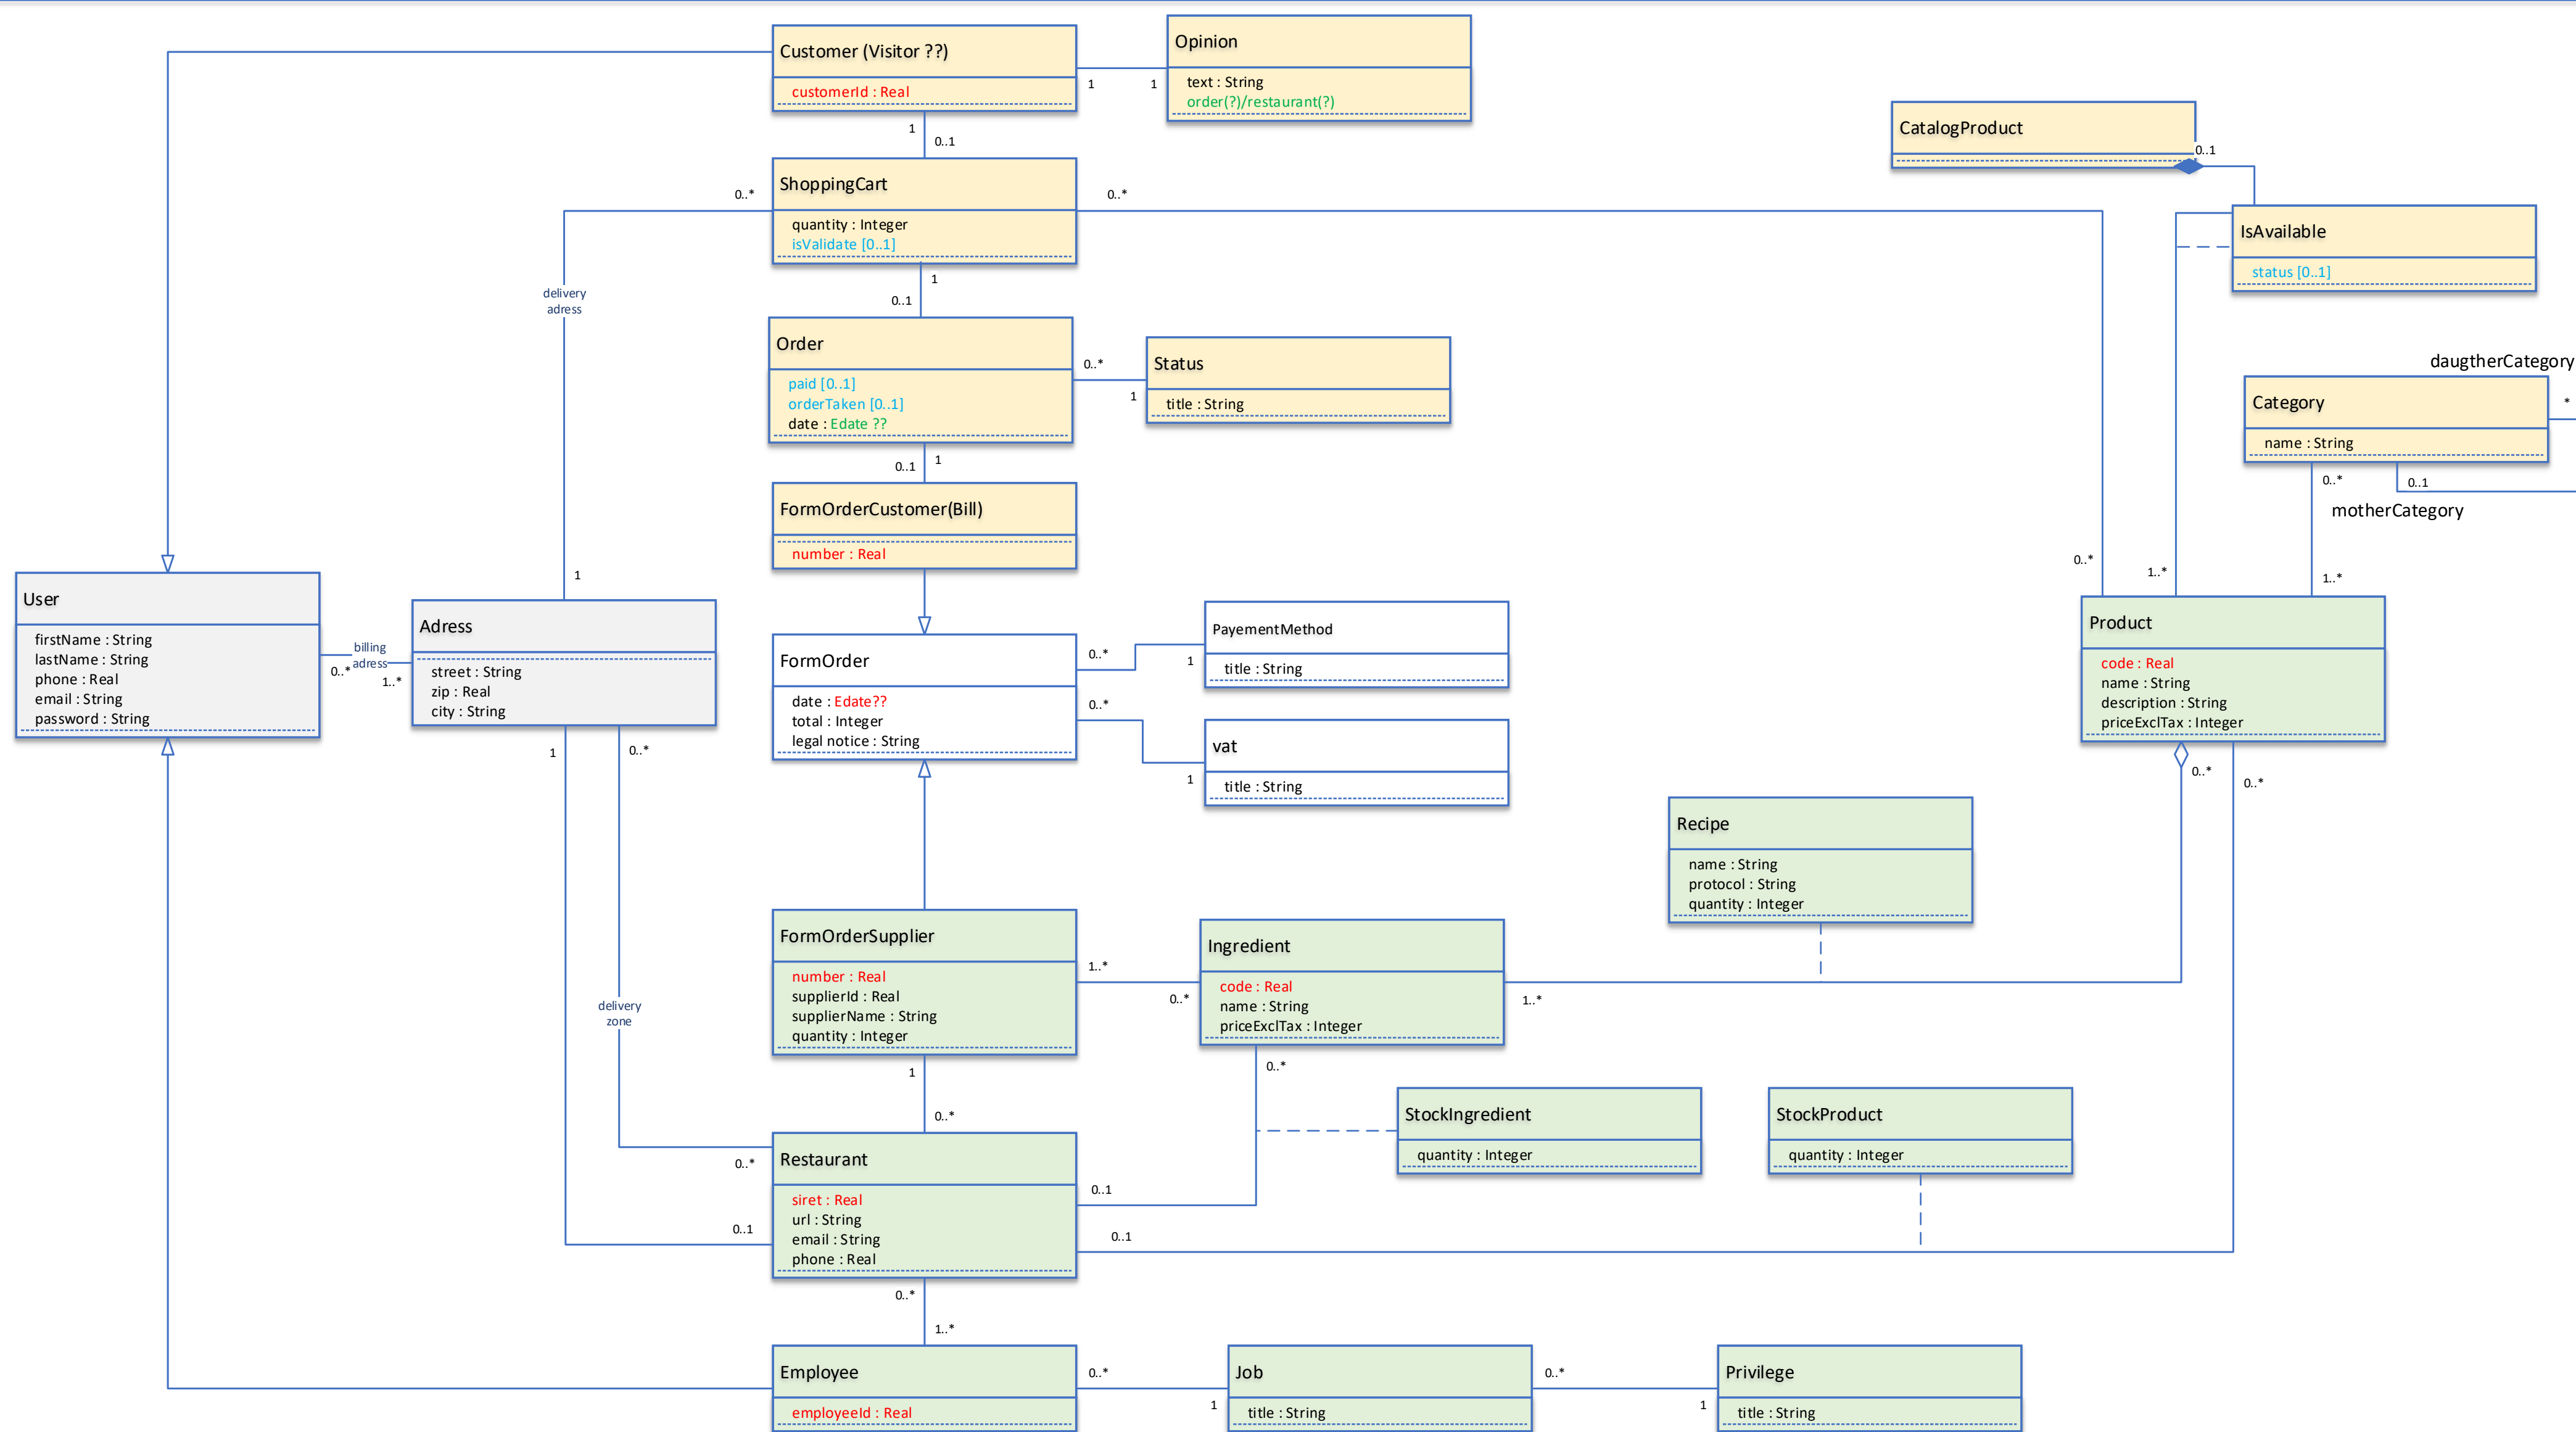 Customer (Visitor ??)
customerId : Real
1
1
Opinion
text : String
order(?)/restaurant(?)
1
0..1
CatalogProduct
0..1
ShoppingCart
quantity : Integer
isValidate [0..1]
0..*
0..*
IsAvailable
status [0..1]
delivery
adress
1
0..1
Order
paid [0..1]
orderTaken [0..1]
date : Edate ??
0..*
1
Status
title : String
daugtherCategory
Category
name : String
*
0..*
0..1
motherCategory
0..1
1
FormOrderCustomer(Bill)
number : Real
1
0..*
1..*
1..*
User
firstName : String
lastName : String
phone : Real
email : String
password : String
billing
adress
0..*
1..*
Adress
street : String
zip : Real
city : String
FormOrder
date : Edate??
total : Integer
legal notice : String
0..*
1
PayementMethod
title : String
0..*
1
vat
title : String
Product
code : Real
name : String
description : String
priceExclTax : Integer
1
0..*
0..*
0..*
Recipe
name : String
protocol : String
quantity : Integer
FormOrderSupplier
number : Real
supplierId : Real
supplierName : String
quantity : Integer
1..*
0..*
Ingredient
code : Real
name : String
priceExclTax : Integer
1..*
delivery
zone
1
0..*
0..*
StockIngredient
quantity : Integer
StockProduct
quantity : Integer
0..*
0..1
Restaurant
siret : Real
url : String
email : String
phone : Real
0..1
0..1
0..*
1..*
Employee
employeeId : Real
0..*
1
Job
title : String
0..*
1
Privilege
title : String